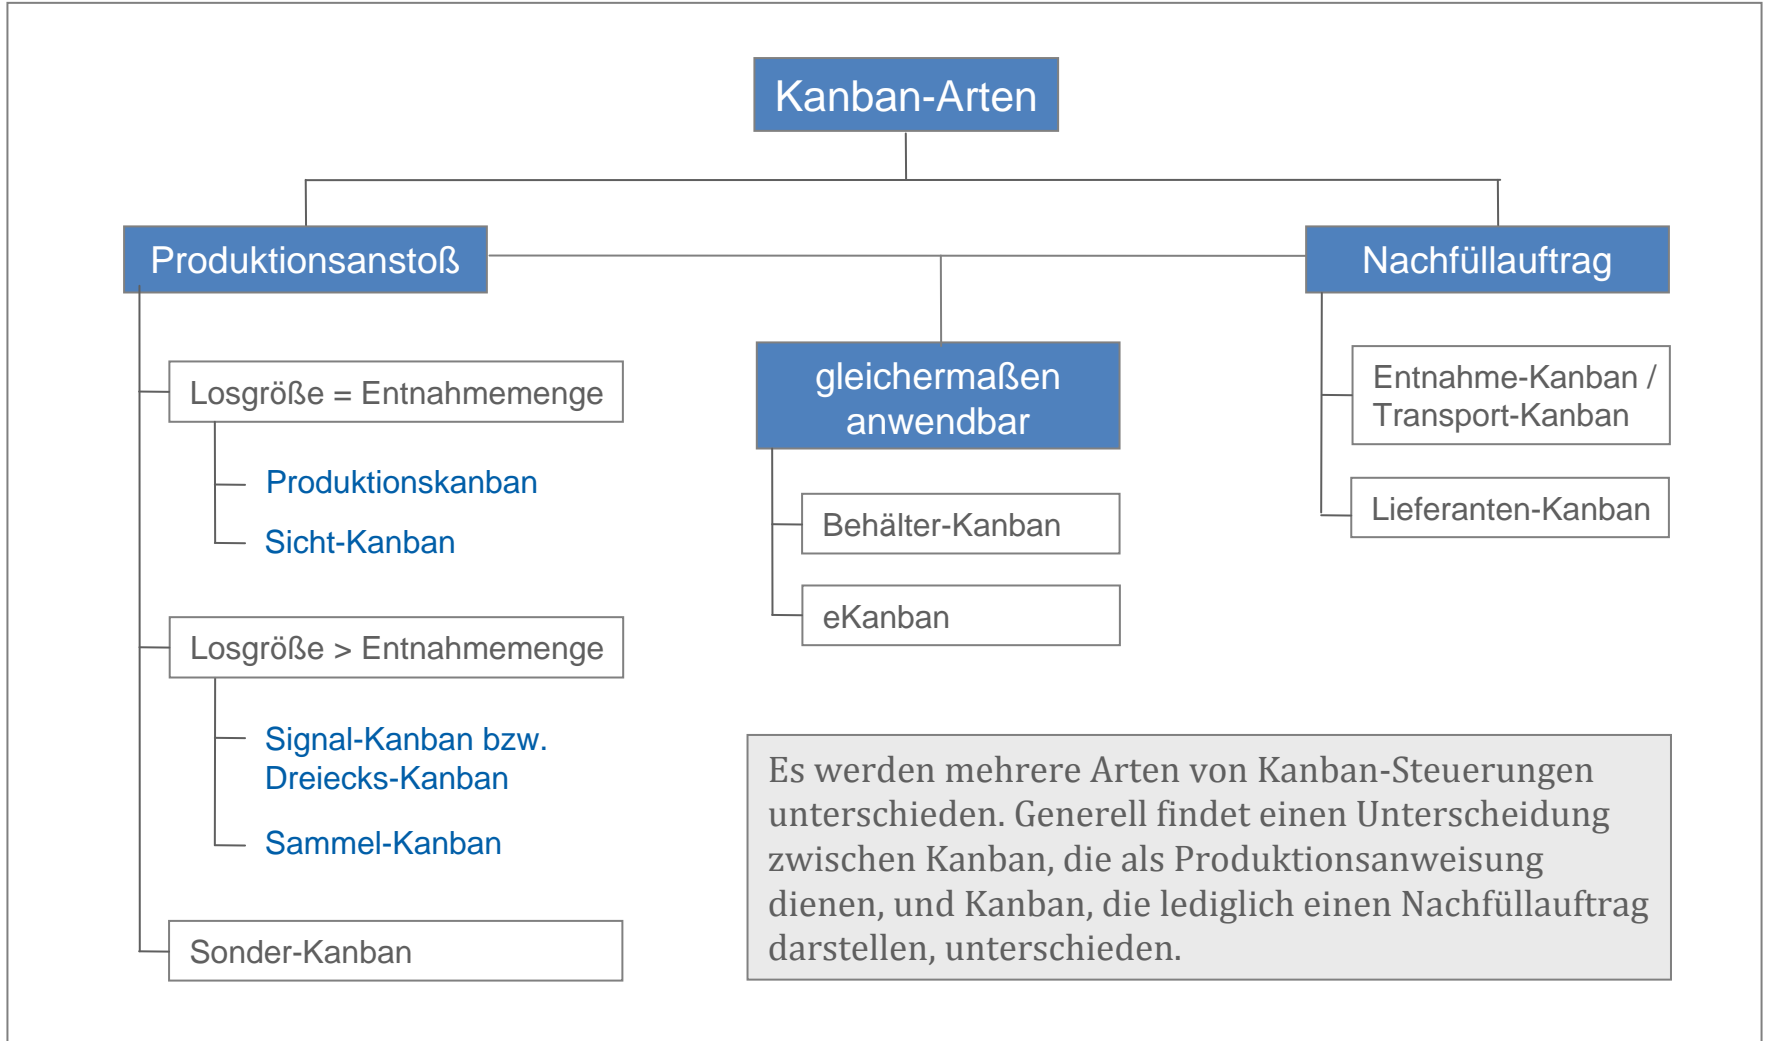 Kanban-Arten
Produktionsanstoß
Nachfüllauftrag
Losgröße = Entnahmemenge
Produktionskanban
Sicht-Kanban
Losgröße > Entnahmemenge
Signal-Kanban bzw.
Dreiecks-Kanban
Sammel-Kanban
Sonder-Kanban
gleichermaßen
anwendbar
Behälter-Kanban
eKanban
Entnahme-Kanban /
Transport-Kanban
Lieferanten-Kanban
Es werden mehrere Arten von Kanban-Steuerungen
unterschieden. Generell findet einen Unterscheidung
zwischen Kanban, die als Produktionsanweisung
dienen, und Kanban, die lediglich einen Nachfüllauftrag
darstellen, unterschieden.